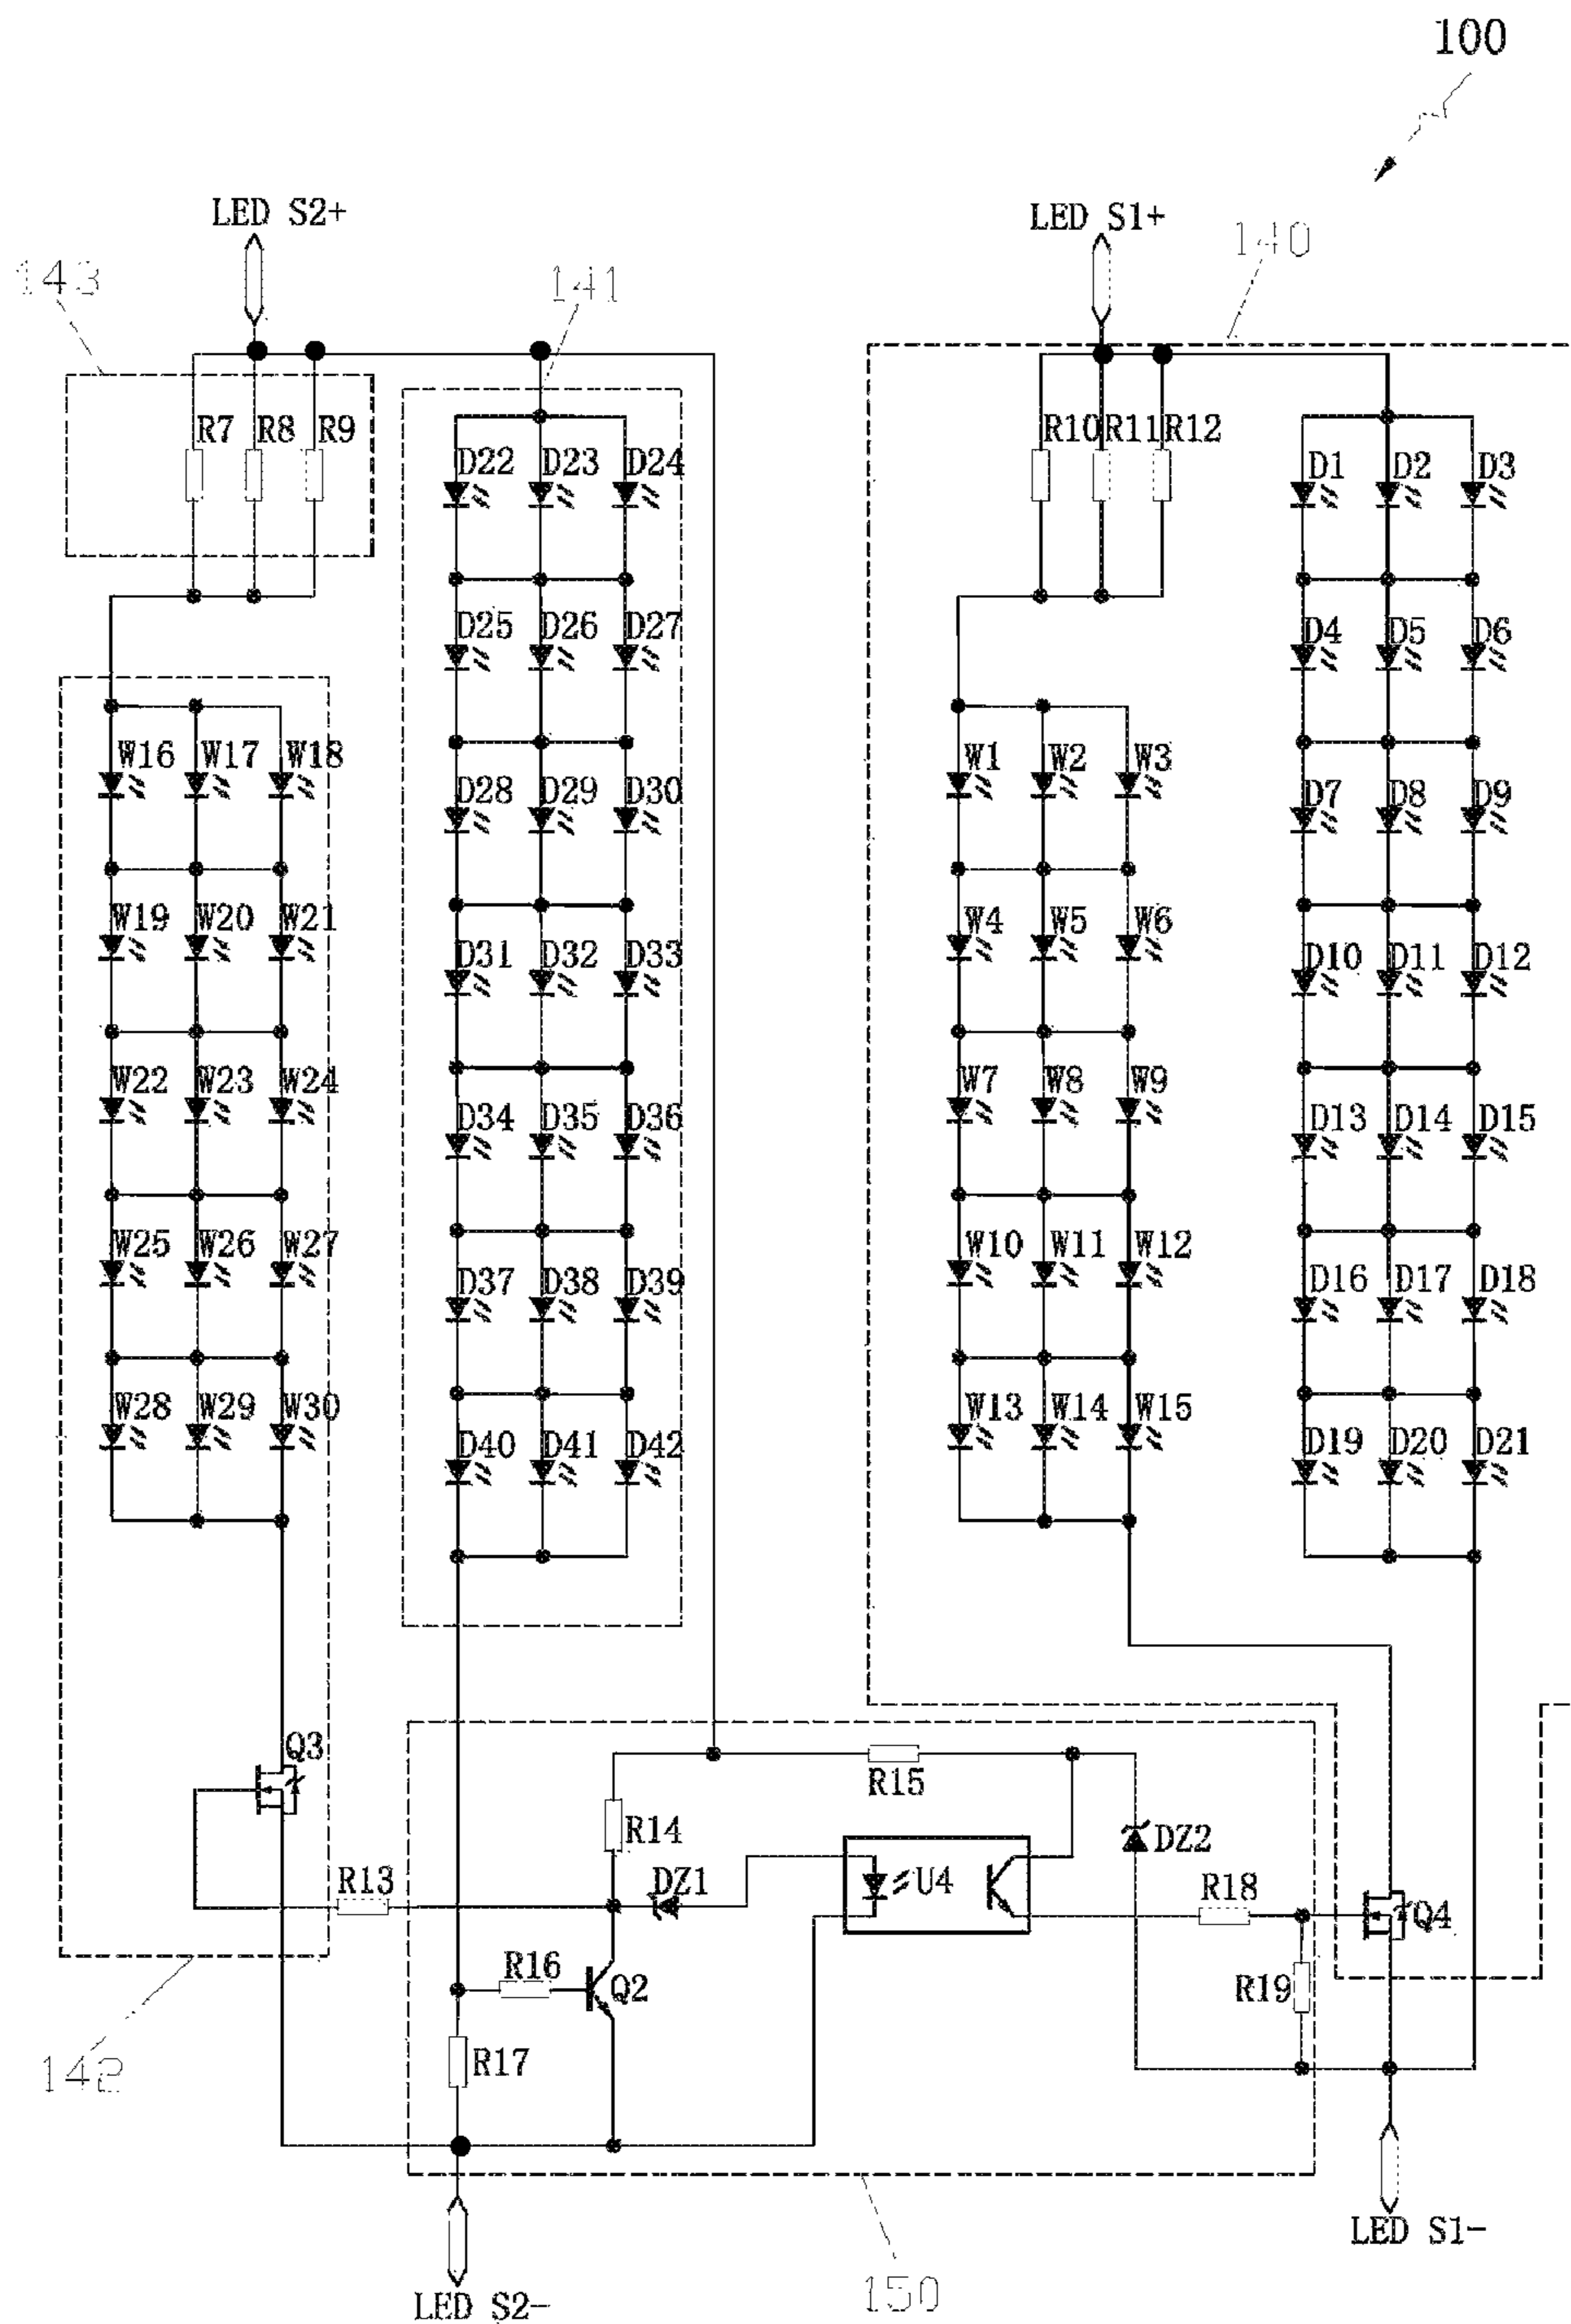 100
LED S2+
LED S1+
140
143
141
R7 R8 R9
R10 R11 R12
D22 D23 D24
D1 D2 D3
D25 D26 D27
D4 D5 D6
W16 W17 W18
W1 W2 W3
D28 D29 D30
D7 D8 D9
W19 W20 W21
W4 W5 W6
D31 D32 D33
D10 D11 D12
W22 W23 W24
W7 W8 W9
D34 D35 D36
D13 D14 D15
W25 W26 W27
W10 W11 W12
D37 D38 D39
D16 D17 D18
W28 W29 W30
W13 W14 W15
D40 D41 D42
D19 D20 D21
Q3
R15
R14
DZ2
R13
DZ1
U4
R18
Q4
R16
Q2
R19
R17
142
LED S1-
150
LED S2-